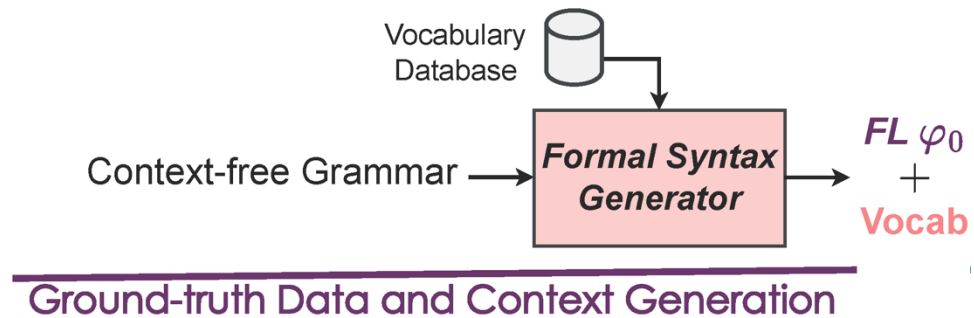 Vocabulary
Database
Context-free Grammar
Formal Syntax
Generator
FL φ₀
+
Vocab
Ground-truth Data and Context Generation